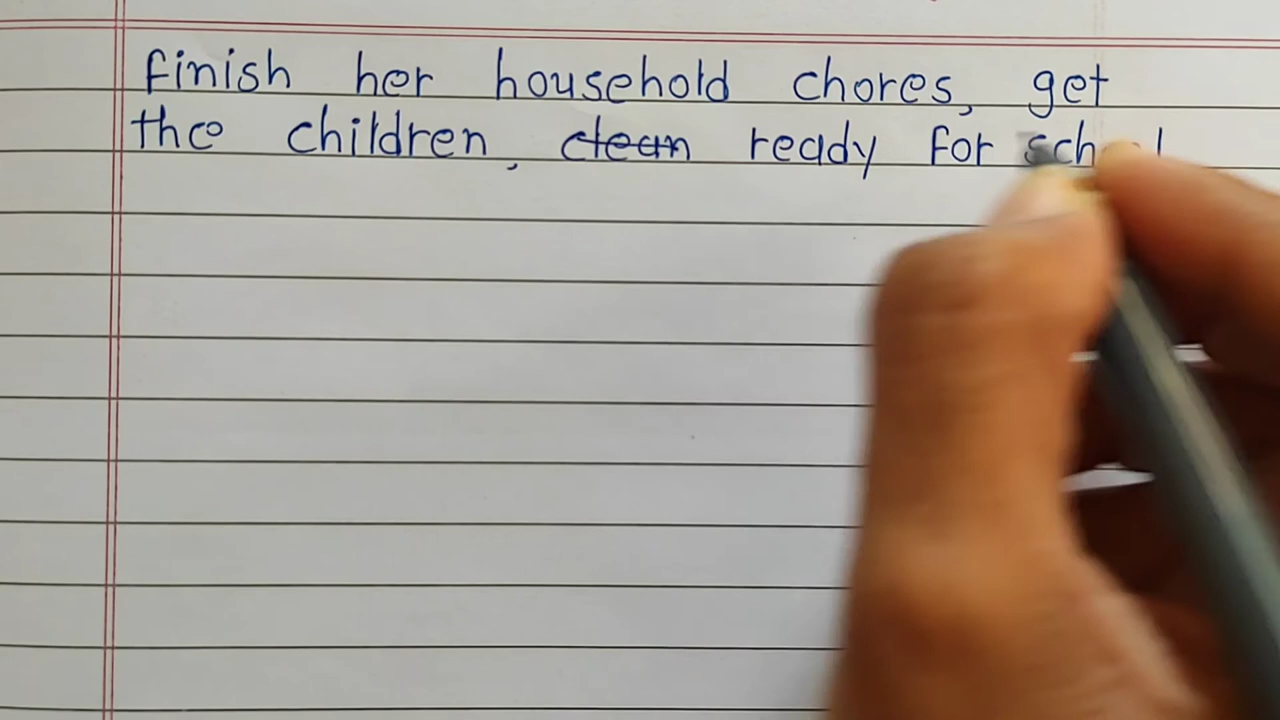 finish her household chores, get
the children, clean ready for